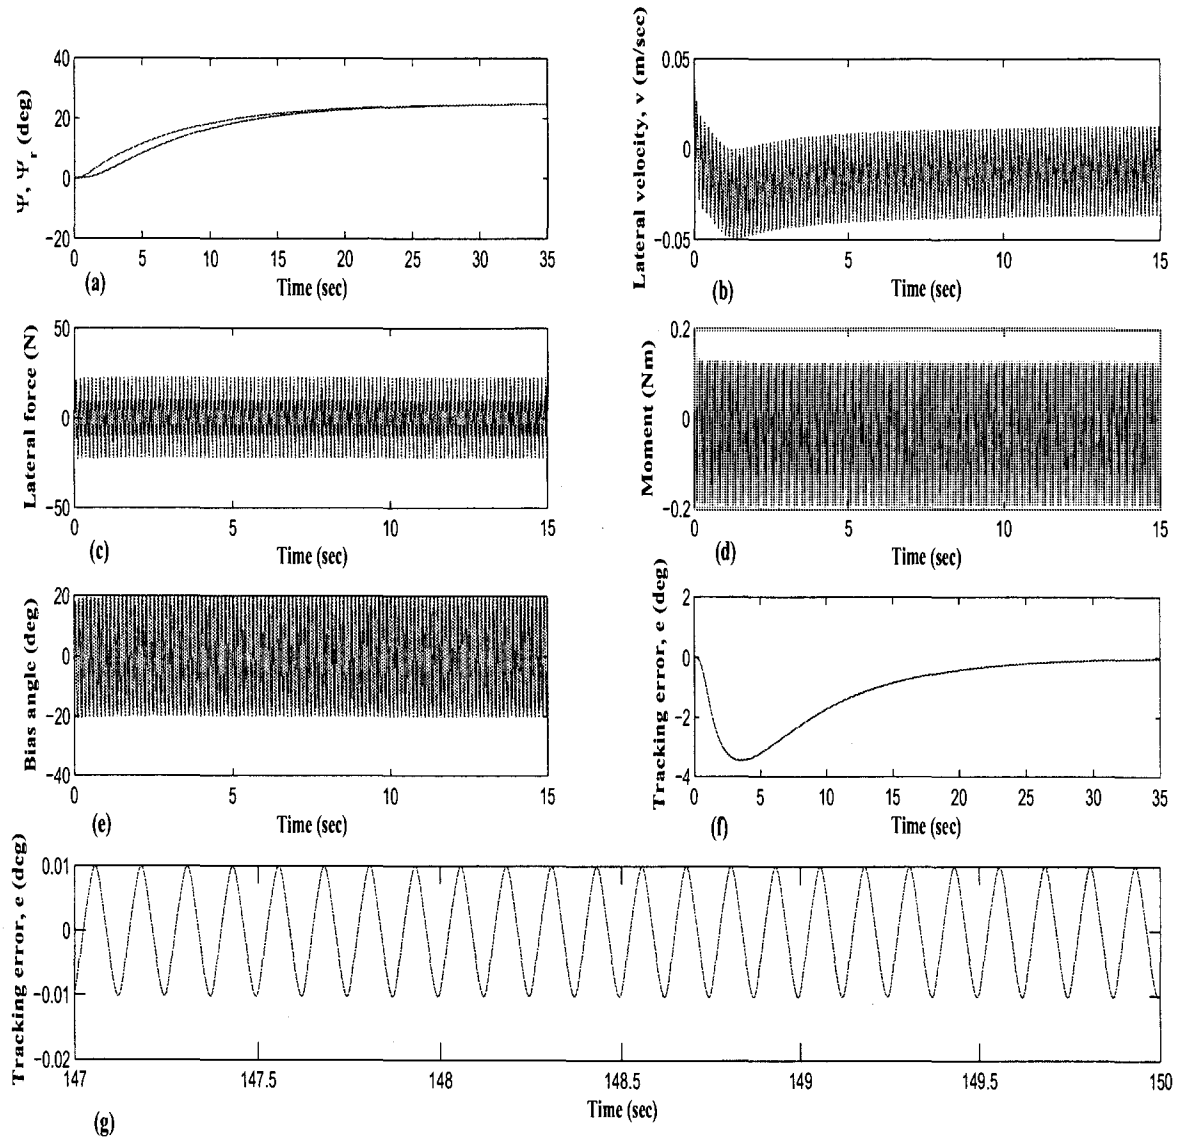 40
20
0
−20
0 5 10 15 20 25 30 35
Ψ, Ψr (deg)
Time (sec)
(a)
0.05
0
−0.05
0 5 10 15
Lateral velocity, v (m/sec)
Time (sec)
(b)
50
0
−50
0 5 10 15
Lateral force (N)
Time (sec)
(c)
0.2
0
−0.2
0 5 10 15
Moment (Nm)
Time (sec)
(d)
20
0
−20
−40
0 5 10 15
Bias angle (deg)
Time (sec)
(e)
2
0
−2
−4
0 5 10 15 20 25 30 35
Tracking error, e (deg)
Time (sec)
(f)
0.01
0
−0.01
−0.02
147 147.5 148 148.5 149 149.5 150
Tracking error, e (deg)
Time (sec)
(g)